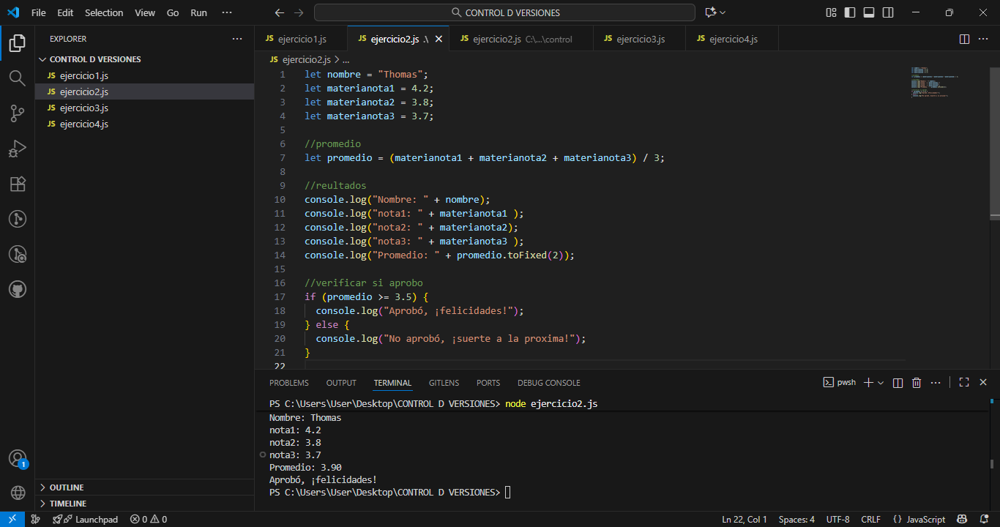 File Edit Selection View Go Run ··· CONTROL D VERSIONES
EXPLORER ···
CONTROL D VERSIONES
JS ejercicio1.js
JS ejercicio2.js
JS ejercicio3.js
JS ejercicio4.js
OUTLINE
TIMELINE
JS ejercicio1.js JS ejercicio2.js .\ JS ejercicio2.js C:\...\control JS ejercicio3.js JS ejercicio4.js
JS ejercicio2.js > ...
1 let nombre = "Thomas";
2 let materianota1 = 4.2;
3 let materianota2 = 3.8;
4 let materianota3 = 3.7;
5
6 //promedio
7 let promedio = (materianota1 + materianota2 + materianota3) / 3;
8
9 //reultados
10 console.log("Nombre: " + nombre);
11 console.log("nota1: " + materianota1 );
12 console.log("nota2: " + materianota2);
13 console.log("nota3: " + materianota3 );
14 console.log("Promedio: " + promedio.toFixed(2));
15
16 //verificar si aprobo
17 if (promedio >= 3.5) {
18 console.log("Aprobó, ¡felicidades!");
19 } else {
20 console.log("No aprobó, ¡suerte a la proxima!");
21 }
22
PROBLEMS OUTPUT TERMINAL GITLENS PORTS DEBUG CONSOLE pwsh
PS C:\Users\User\Desktop\CONTROL D VERSIONES> node ejercicio2.js
Nombre: Thomas
nota1: 4.2
nota2: 3.8
nota3: 3.7
Promedio: 3.90
Aprobó, ¡felicidades!
PS C:\Users\User\Desktop\CONTROL D VERSIONES>
1
Launchpad 0 0 Ln 22, Col 1 Spaces: 4 UTF-8 CRLF {} JavaScript